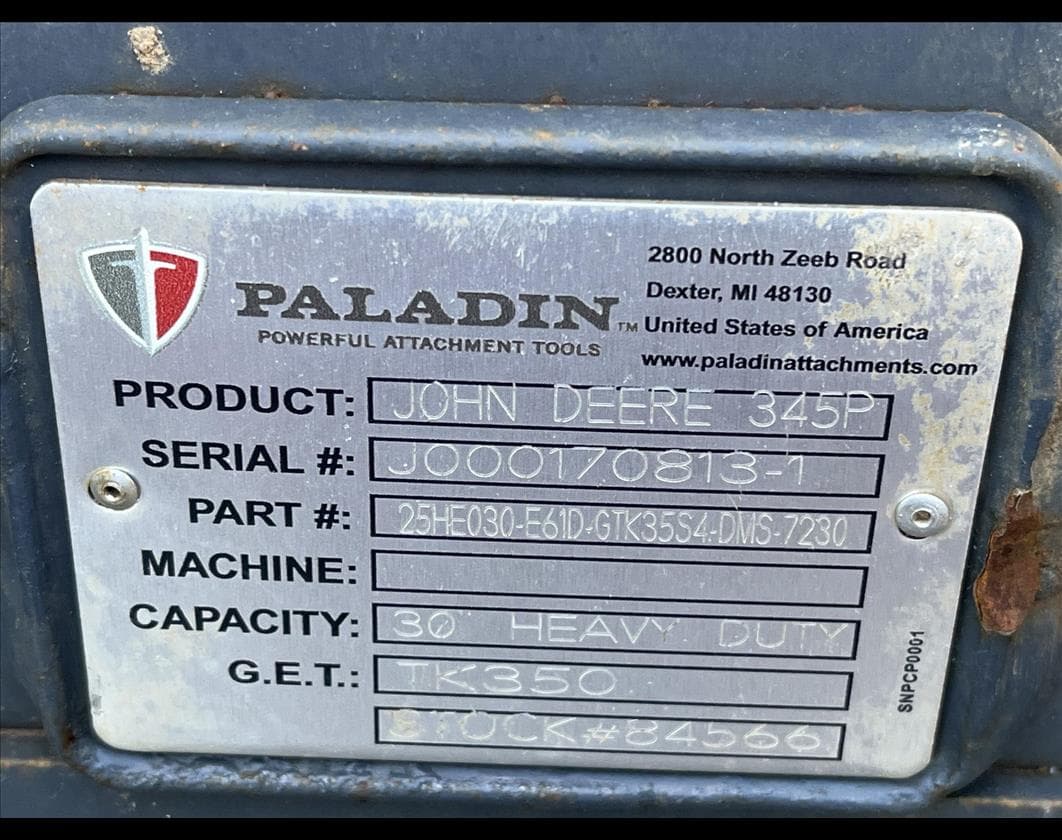 PALADIN™
POWERFUL ATTACHMENT TOOLS
2800 North Zeeb Road
Dexter, MI 48130
United States of America
www.paladinattachments.com
PRODUCT: JOHN DEERE 345P
SERIAL #: J000170813-1
PART #: 25HE030-E61D-GTK35S4-DMS-7230
MACHINE:
CAPACITY: 30" HEAVY DUTY
G.E.T.: TK350
STOCK#84566
SNPCP0001